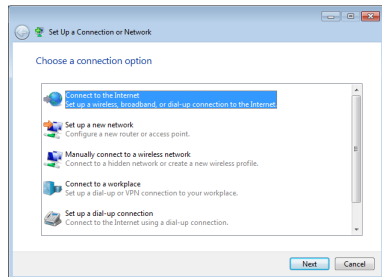 Set Up a Connection or Network
Choose a connection option
Connect to the Internet
Set up a wireless, broadband, or dial-up connection to the Internet.
Set up a new network
Configure a new router or access point.
Manually connect to a wireless network
Connect to a hidden network or create a new wireless profile.
Connect to a workplace
Set up a dial-up or VPN connection to your workplace.
Set up a dial-up connection
Connect to the Internet using a dial-up connection.
Next
Cancel